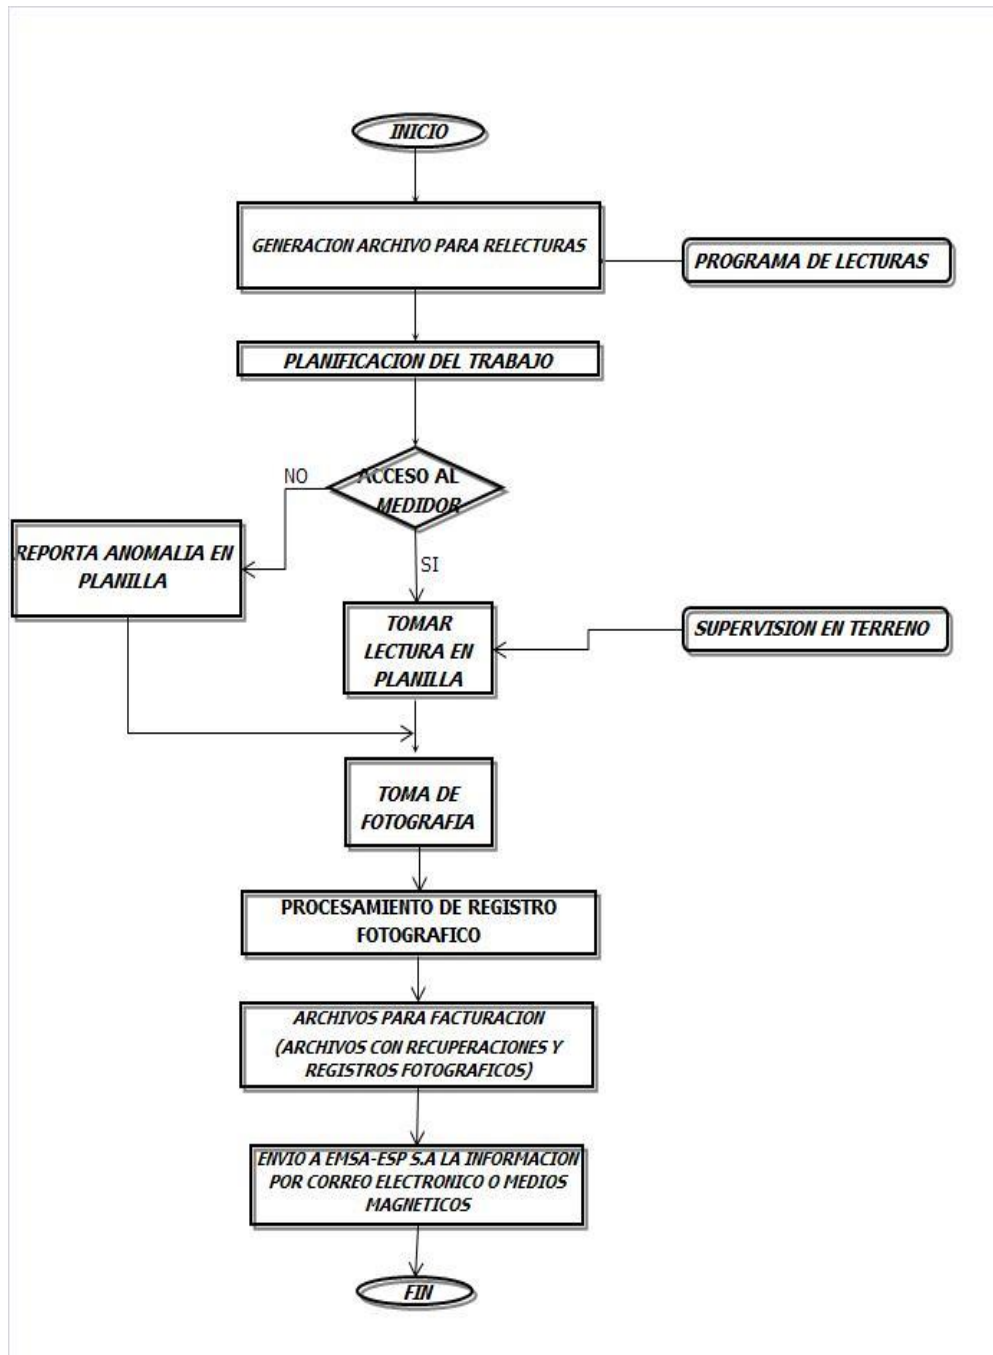 INICIO
GENERACION ARCHIVO PARA RELECTURAS
PROGRAMA DE LECTURAS
PLANIFICACION DEL TRABAJO
NO
ACCESO AL
MEDIDOR
REPORTA ANOMALIA EN
PLANILLA
SI
TOMAR
LECTURA EN
PLANILLA
SUPERVISION EN TERRENO
TOMA DE
FOTOGRAFIA
PROCESAMIENTO DE REGISTRO
FOTOGRAFICO
ARCHIVOS PARA FACTURACION
(ARCHIVOS CON RECUPERACIONES Y
REGISTROS FOTOGRAFICOS)
ENVIO A EMSA-ESP S.A LA INFORMACION
POR CORREO ELECTRONICO O MEDIOS
MAGNETICOS
FIN